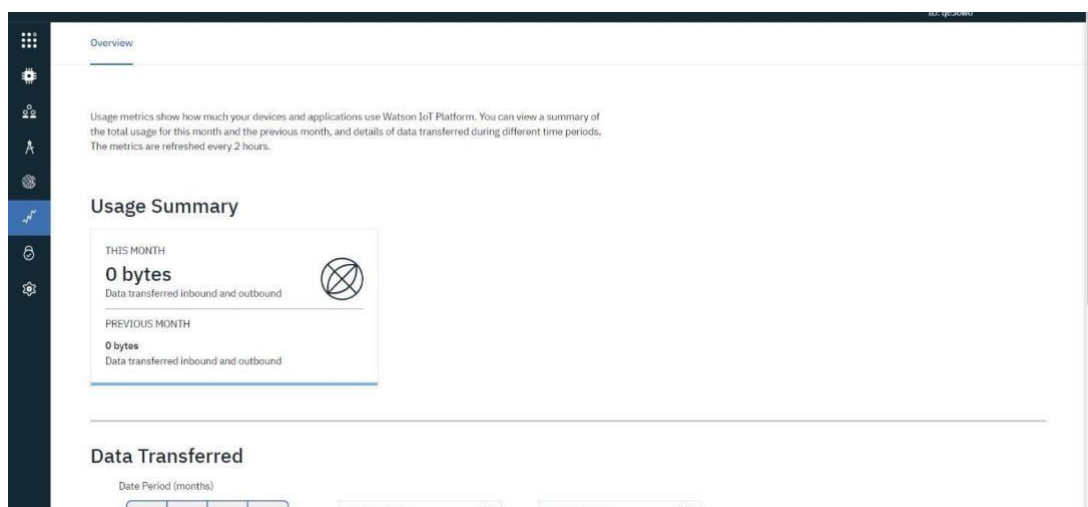 Overview
Usage metrics show how much your devices and applications use Watson IoT Platform. You can view a summary of
the total usage for this month and the previous month, and details of data transferred during different time periods.
The metrics are refreshed every 2 hours.
Usage Summary
THIS MONTH
0 bytes
Data transferred inbound and outbound
PREVIOUS MONTH
0 bytes
Data transferred inbound and outbound
Data Transferred
Date Period (months)